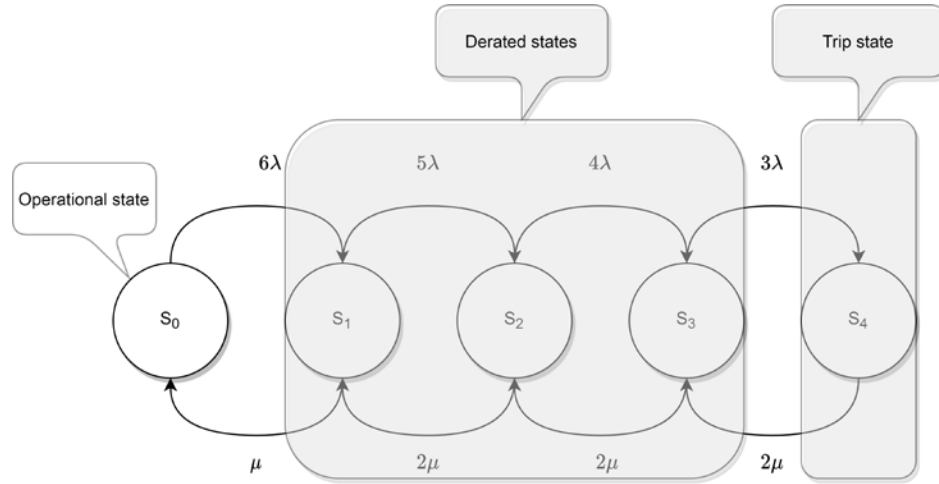 Derated states
Trip state
6λ
5λ
4λ
3λ
Operational state
S₀
S₁
S₂
S₃
S₄
μ
2μ
2μ
2μ